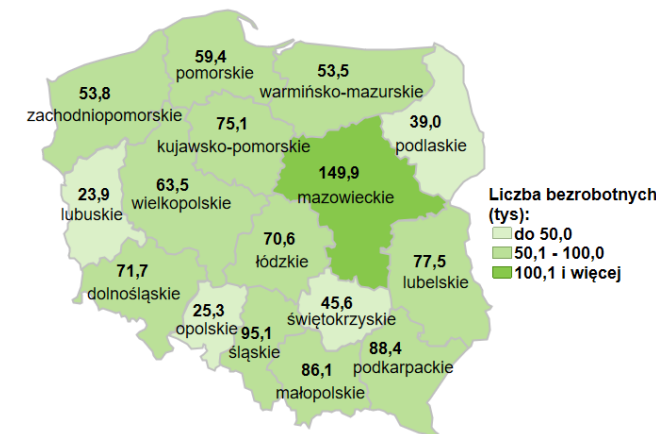 59,4
pomorskie
53,5
warmińsko-mazurskie
53,8
zachodniopomorskie
75,1
kujawsko-pomorskie
39,0
podlaskie
149,9
mazowieckie
23,9
lubuskie
63,5
wielkopolskie
70,6
łódzkie
71,7
dolnośląskie
77,5
lubelskie
25,3
opolskie
95,1
śląskie
45,6
świętokrzyskie
86,1
małopolskie
88,4
podkarpackie
Liczba bezrobotnych
(tys):
do 50,0
50,1 - 100,0
100,1 i więcej